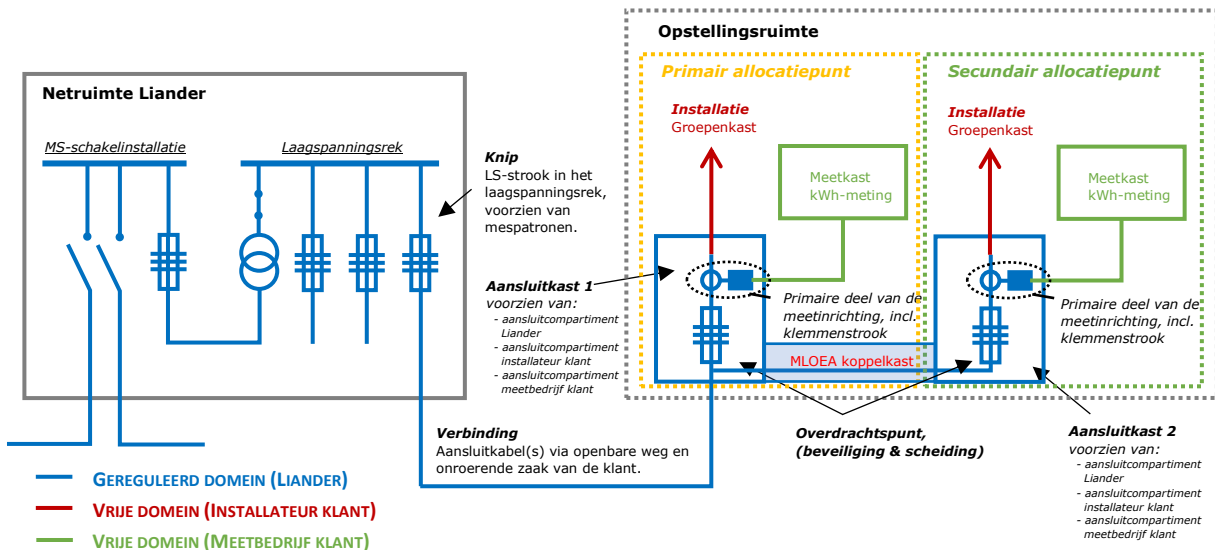 Opstellingsruimte
Primair allocatiepunt
Secundair allocatiepunt
Netruimte Liander
Installatie
Groepenkast
Installatie
Groepenkast
MS-schakelinstallatie
Laagspanningsrek
Knip
LS-strook in het
laagspanningsrek,
voorzien van
mespatronen.
Meetkast
kWh-meting
Meetkast
kWh-meting
Aansluitkast 1
voorzien van:
- aansluitcompartiment
Liander
- aansluitcompartiment
installateur klant
- aansluitcompartiment
meetbedrijf klant
Primaire deel van de
meetinrichting, incl.
klemmenstrook
Primaire deel van de
meetinrichting, incl.
klemmenstrook
MLOEA koppelkast
Verbinding
Aansluitkabel(s) via openbare weg en
onroerende zaak van de klant.
Overdrachtspunt,
(beveiliging & scheiding)
Aansluitkast 2
voorzien van:
- aansluitcompartiment
Liander
- aansluitcompartiment
installateur klant
- aansluitcompartiment
meetbedrijf klant
GEREGULEERD DOMEIN (LIANDER)
VRIJE DOMEIN (INSTALLATEUR KLANT)
VRIJE DOMEIN (MEETBEDRIJF KLANT)